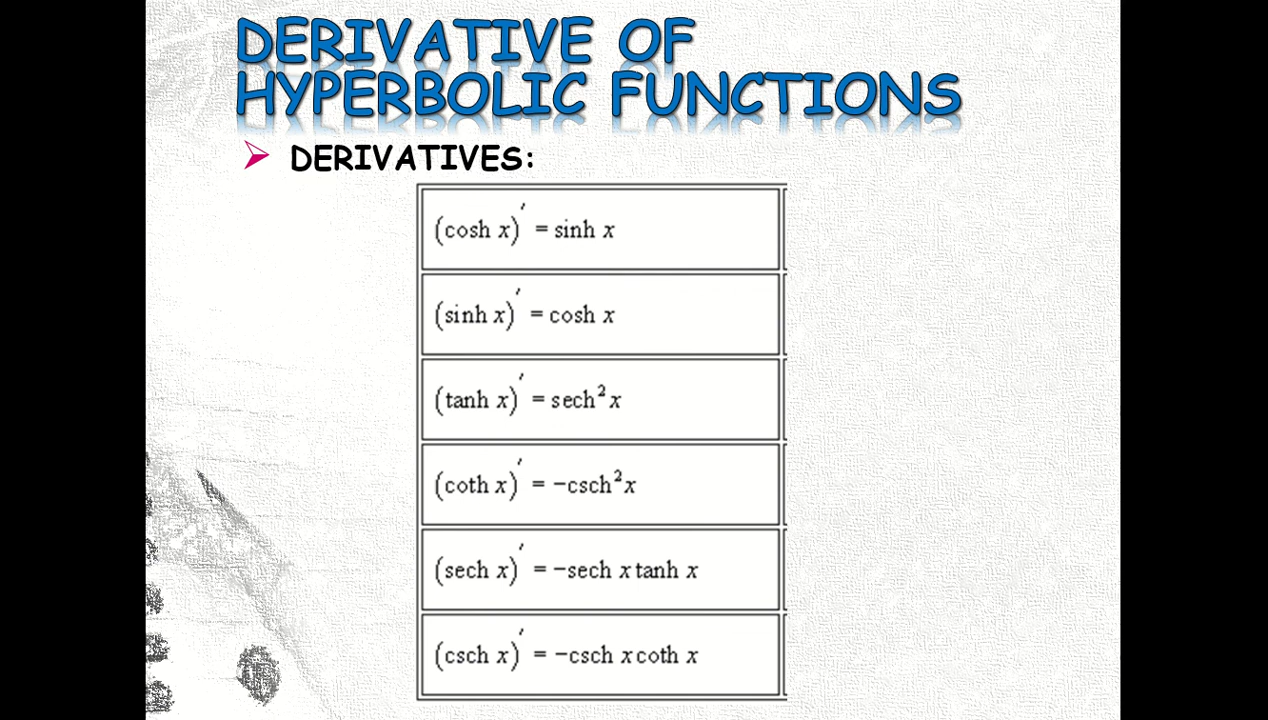 DERIVATIVE OF
HYPERBOLIC FUNCTIONS
DERIVATIVES:
(cosh x)′ = sinh x
(sinh x)′ = cosh x
(tanh x)′ = sech²x
(coth x)′ = −csch²x
(sech x)′ = −sech x tanh x
(csch x)′ = −csch x coth x